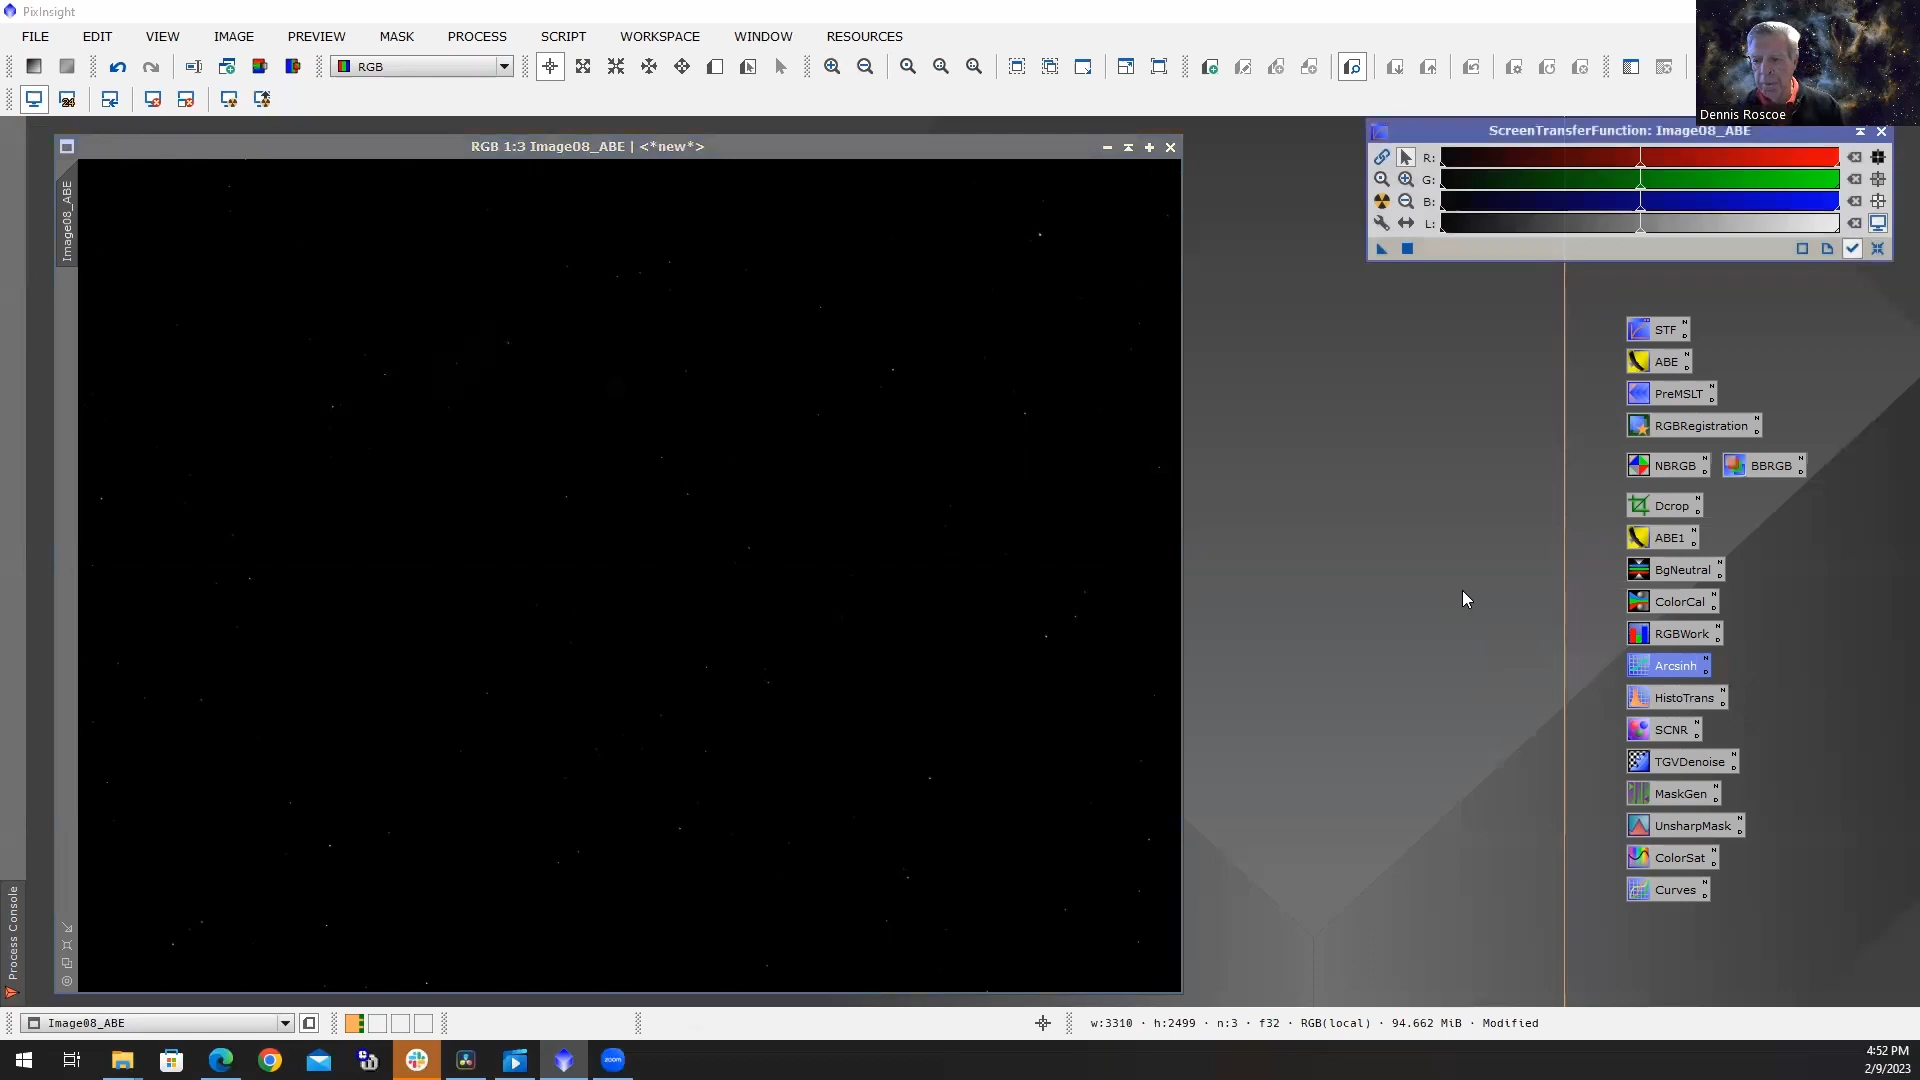 PixInsight
FILE EDIT VIEW IMAGE PREVIEW MASK PROCESS SCRIPT WORKSPACE WINDOW RESOURCES
RGB
24
Dennis Roscoe
RGB 1:3 Image08_ABE | <*new*>
Image08_ABE
ScreenTransferFunction: Image08_ABE
R:
G:
B:
L:
STF
ABE
PreMSLT
RGBRegistration
NBRGB BBRGB
Dcrop
ABE1
BgNeutral
ColorCal
RGBWork
Arcsinh
HistoTrans
SCNR
TGVDenoise
MaskGen
UnsharpMask
ColorSat
Curves
Process Console
Image08_ABE
w:3310 · h:2499 · n:3 · f32 · RGB(local) · 94.662 MiB · Modified
zoom
4:52 PM
2/9/2023